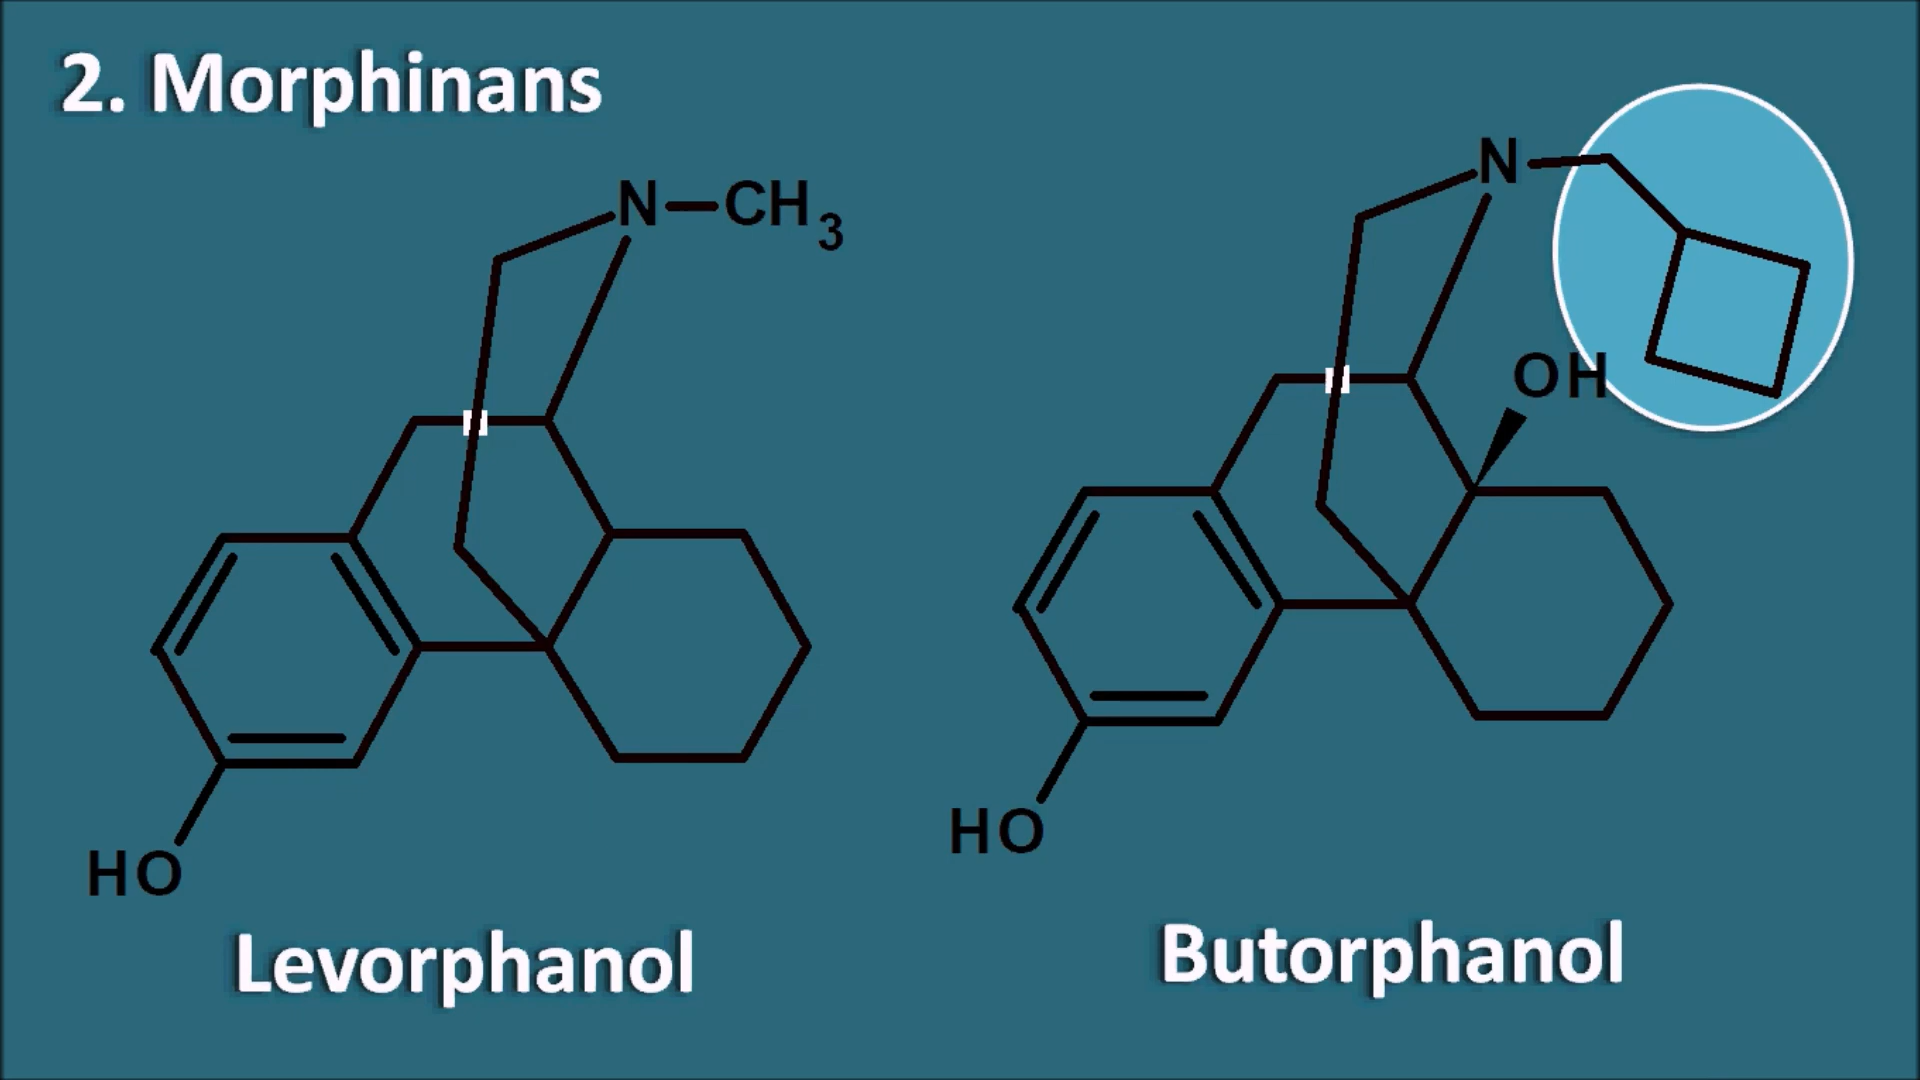 2. Morphinans
N
N
CH3
OH
HO
HO
Levorphanol
Butorphanol